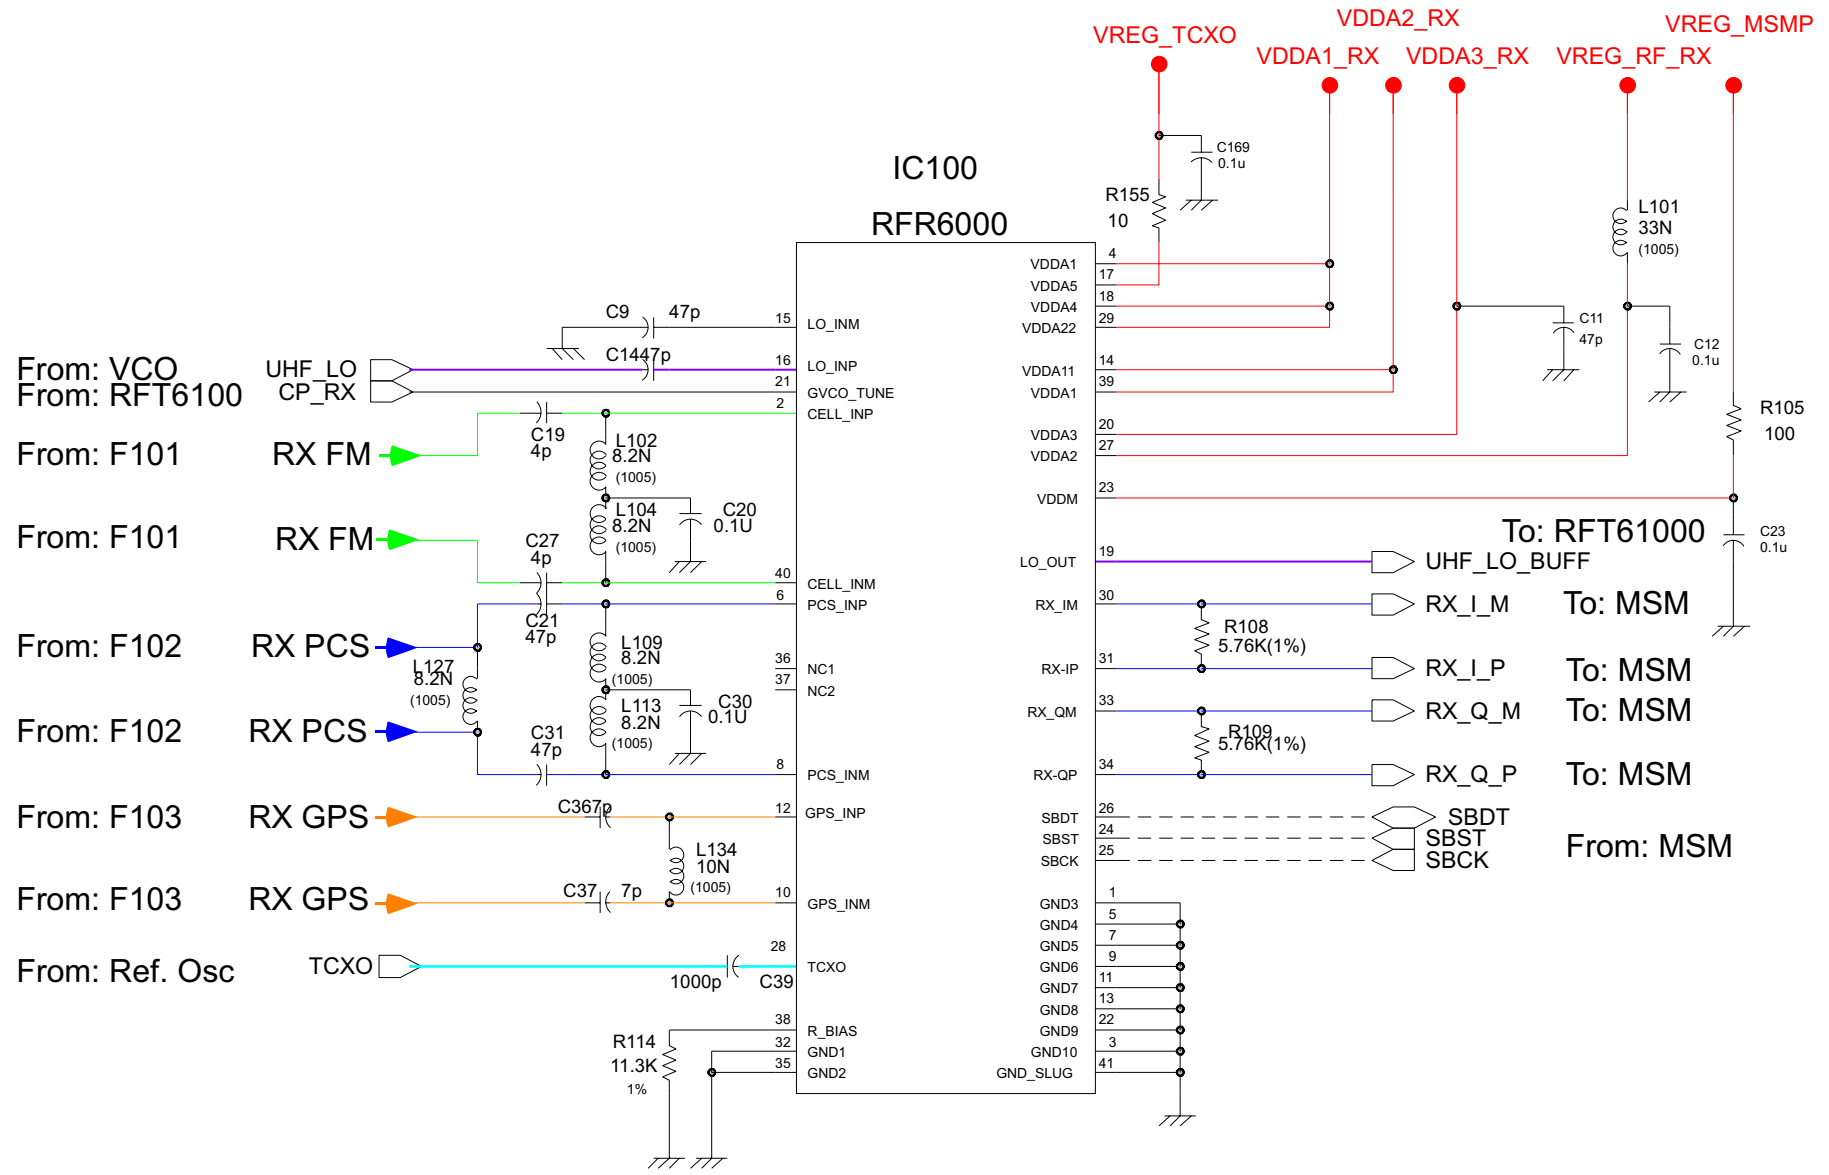 VDDA2_RX
VREG_MSMP
VREG_TCXO
VDDA1_RX
VDDA3_RX
VREG_RF_RX
IC100
RFR6000
C169
0.1u
R155
10
L101
33N
(1005)
C11
47p
C12
0.1u
R105
100
C23
0.1u
4
VDDA1
17
VDDA5
18
VDDA4
29
VDDA22
14
VDDA11
39
VDDA1
20
VDDA3
27
VDDA2
23
VDDM
To: RFT61000
19
LO_OUT
UHF_LO_BUFF
30
RX_IM
RX_I_M
To: MSM
R108
5.76K(1%)
31
RX-IP
RX_I_P
To: MSM
33
RX_QM
RX_Q_M
To: MSM
R109
5.76K(1%)
34
RX-QP
RX_Q_P
To: MSM
26
SBDT
SBDT
24
SBST
SBST
25
SBCK
SBCK
From: MSM
1
GND3
5
GND4
7
GND5
9
GND6
11
GND7
13
GND8
22
GND9
3
GND10
41
GND_SLUG
C9
47p
15
LO_INM
From: VCO
UHF_LO
C1447p
16
LO_INP
From: RFT6100
CP_RX
21
GVCO_TUNE
2
CELL_INP
C19
4p
From: F101
RX FM
L102
8.2N
(1005)
L104
8.2N
(1005)
C20
0.1U
From: F101
RX FM
C27
4p
40
CELL_INM
6
PCS_INP
C21
47p
From: F102
RX PCS
L127
8.2N
(1005)
L109
8.2N
(1005)
36
NC1
37
NC2
L113
8.2N
(1005)
C30
0.1U
From: F102
RX PCS
C31
47p
8
PCS_INM
From: F103
RX GPS
C367p
12
GPS_INP
L134
10N
(1005)
From: F103
RX GPS
C37
7p
10
GPS_INM
From: Ref. Osc
TCXO
1000p
C39
28
TCXO
38
R_BIAS
R114
11.3K
1%
32
GND1
35
GND2